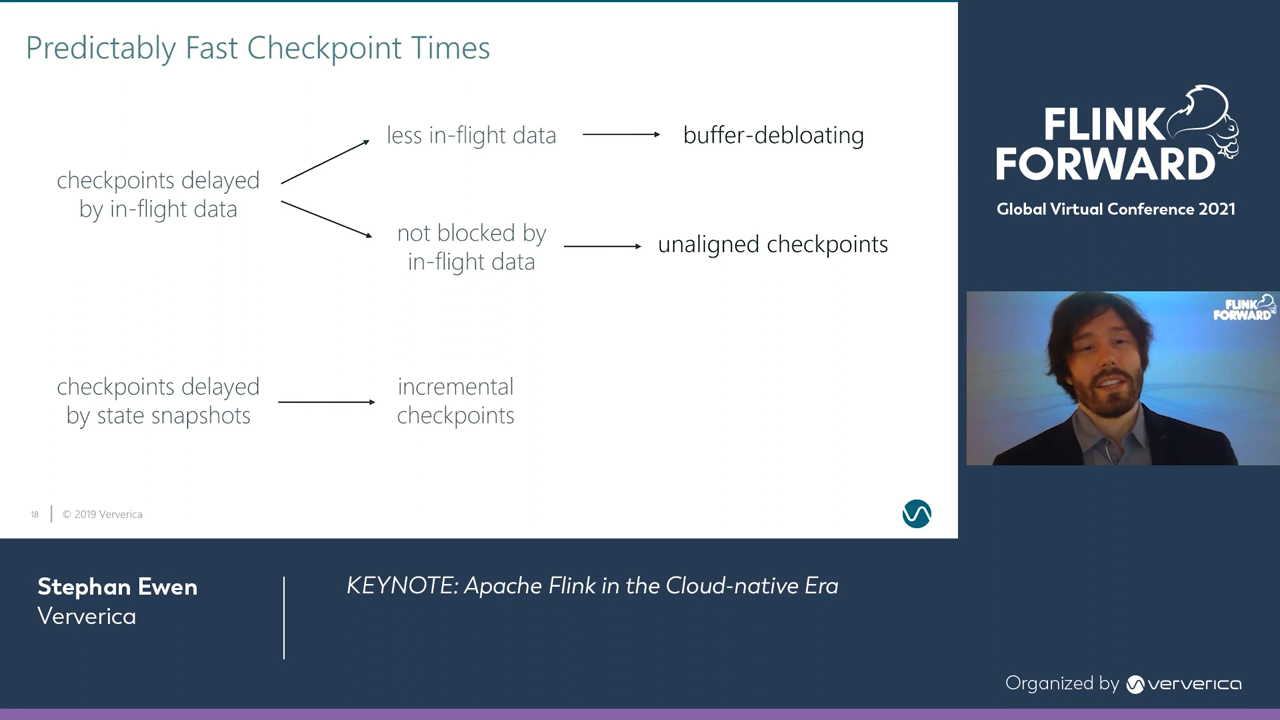 Predictably Fast Checkpoint Times
less in-flight data
buffer-debloating
checkpoints delayed
by in-flight data
not blocked by
in-flight data
unaligned checkpoints
checkpoints delayed
by state snapshots
incremental
checkpoints
18
© 2019 Ververica
FLINK
FORWARD
Global Virtual Conference 2021
FLINK
FORWARD
Stephan Ewen
Ververica
KEYNOTE: Apache Flink in the Cloud-native Era
Organized by ververica